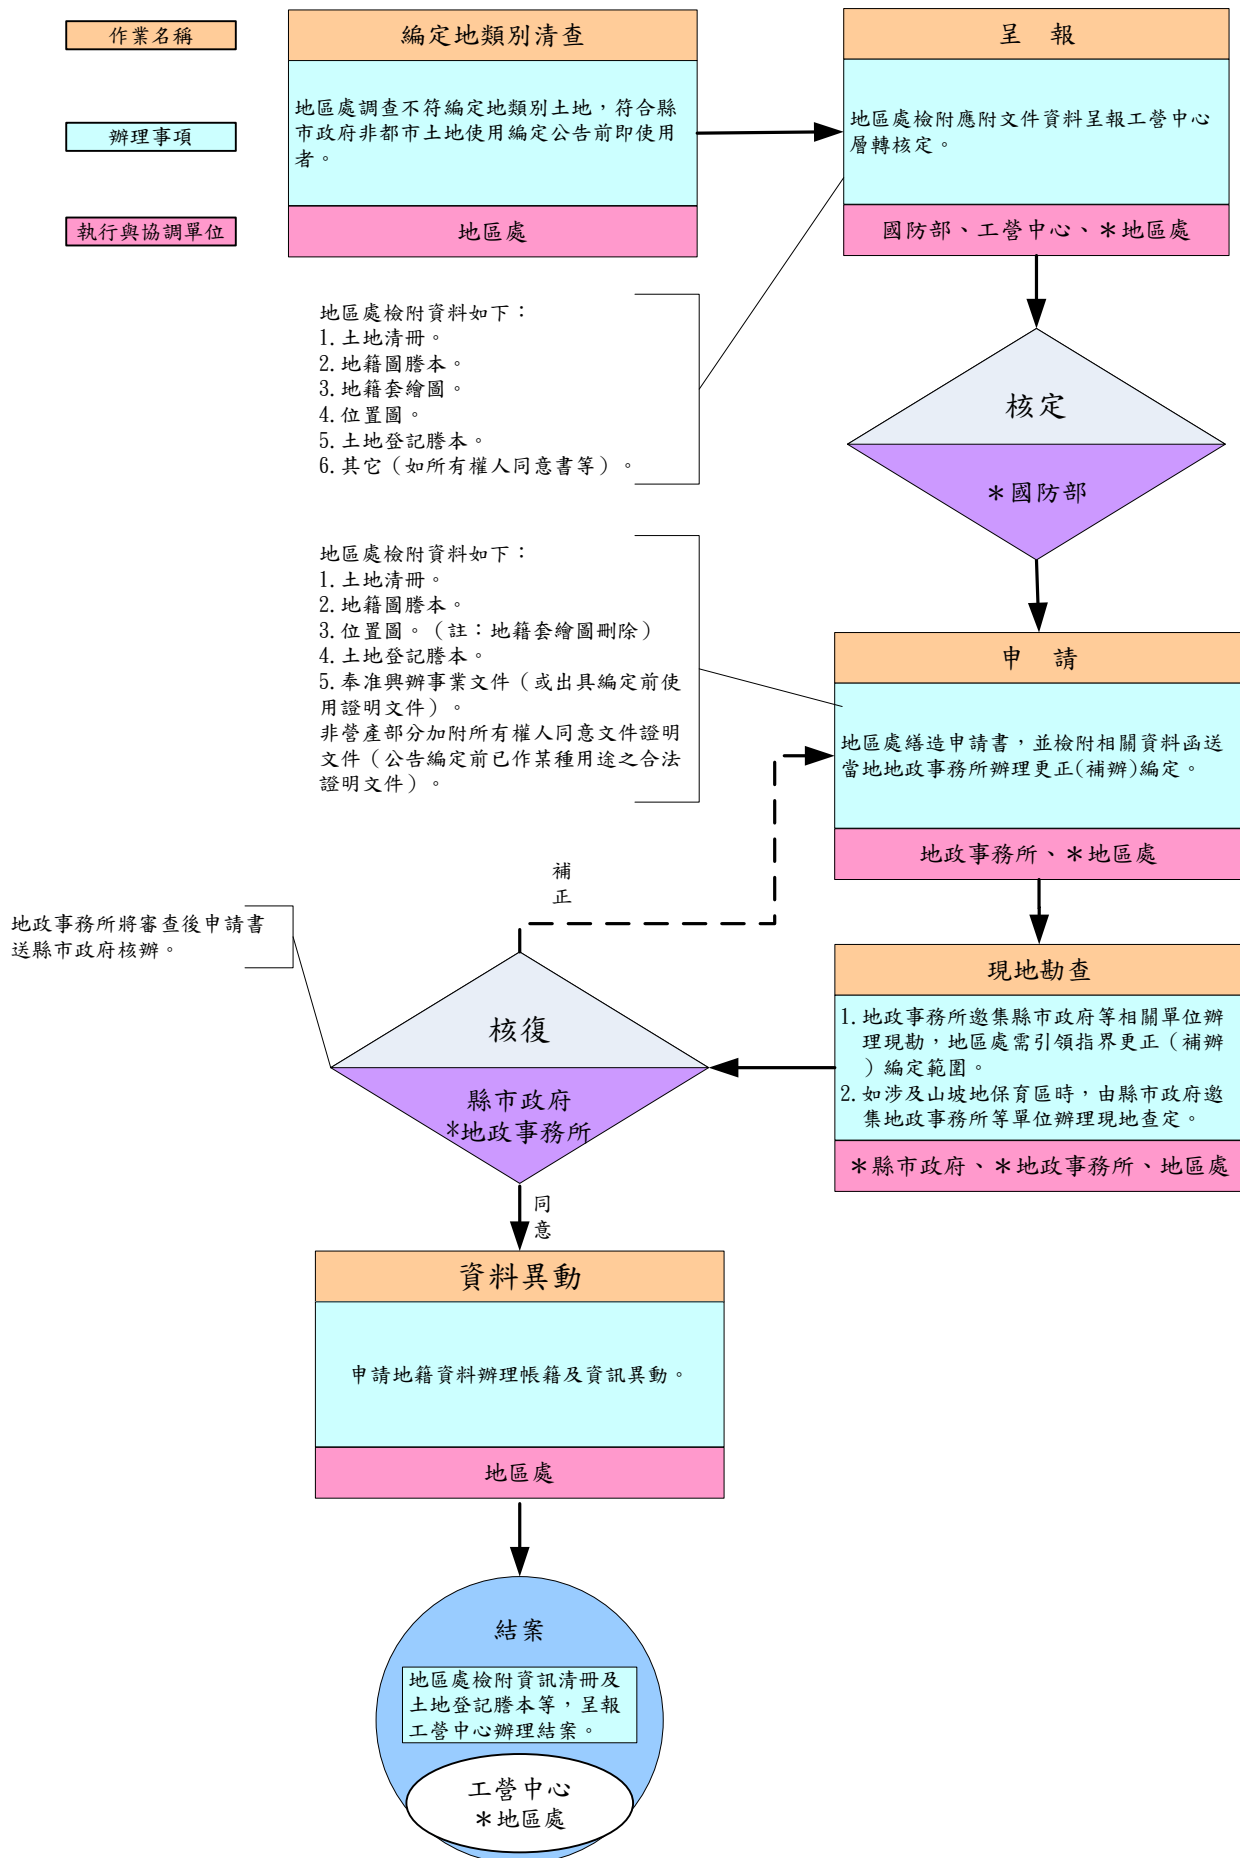 作業名稱
辦理事項
執行與協調單位
編定地類別清查
地區處調查不符編定地類別土地，符合縣
市政府非都市土地使用編定公告前即使用
者。
地區處
呈　報
地區處檢附應附文件資料呈報工營中心
層轉核定。
國防部、工營中心、＊地區處
地區處檢附資料如下：
1.土地清冊。
2.地籍圖謄本。
3.地籍套繪圖。
4.位置圖。
5.土地登記謄本。
6.其它（如所有權人同意書等）。
核定
＊國防部
地區處檢附資料如下：
1.土地清冊。
2.地籍圖謄本。
3.位置圖。（註：地籍套繪圖刪除）
4.土地登記謄本。
5.奉准興辦事業文件（或出具編定前使
用證明文件）。
非營產部分加附所有權人同意文件證明
文件（公告編定前已作某種用途之合法
證明文件）。
申　請
地區處繕造申請書，並檢附相關資料函送
當地地政事務所辦理更正(補辦)編定。
地政事務所、＊地區處
補
正
地政事務所將審查後申請書
送縣市政府核辦。
現地勘查
1.地政事務所邀集縣市政府等相關單位辦
理現勘，地區處需引領指界更正（補辦
）編定範圍。
2.如涉及山坡地保育區時，由縣市政府邀
集地政事務所等單位辦理現地查定。
＊縣市政府、＊地政事務所、地區處
核復
縣市政府
*地政事務所
同
意
資料異動
申請地籍資料辦理帳籍及資訊異動。
地區處
結案
地區處檢附資訊清冊及
土地登記謄本等，呈報
工營中心辦理結案。
工營中心
＊地區處